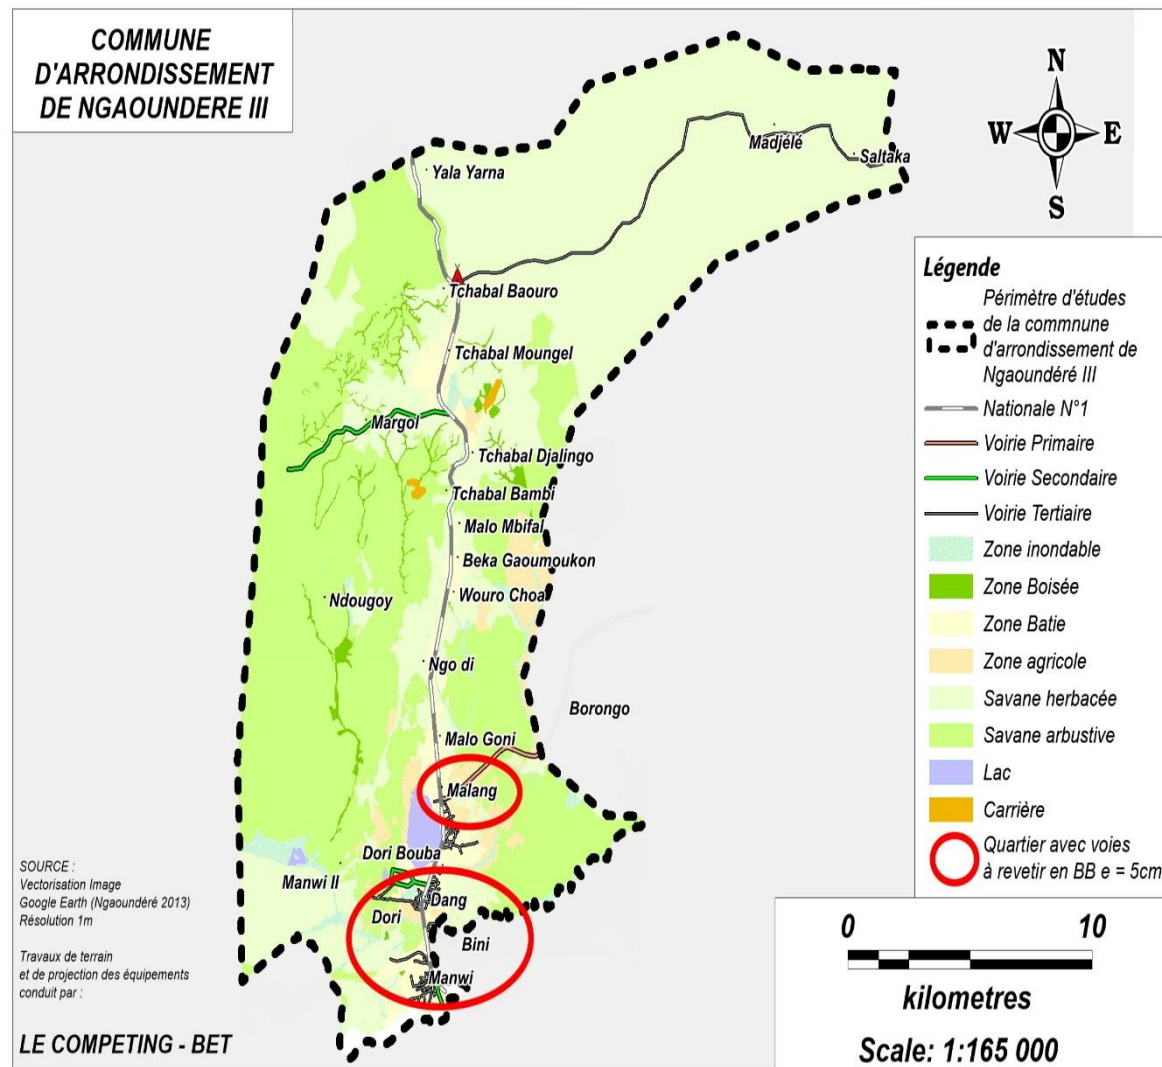 COMMUNE
D'ARRONDISSEMENT
DE NGAOUNDERE III
N
W
E
S
Yala Yarna
Madjélé
Saltaka
Tchabal Baouro
Tchabal Moungel
Margol
Tchabal Djalingo
Tchabal Bambi
Malo Mbifal
Beka Gaoumoukon
Ndougoy
Wouro Choa
Ngo di
Borongo
Malo Goni
Malang
Dori Bouba
Manwi II
Dang
Dori
Bini
Manwi
Légende
Périmètre d'études
de la commnune
d'arrondissement de
Ngaoundéré III
Nationale N°1
Voirie Primaire
Voirie Secondaire
Voirie Tertiaire
Zone inondable
Zone Boisée
Zone Batie
Zone agricole
Savane herbacée
Savane arbustive
Lac
Carrière
Quartier avec voies
à revetir en BB e = 5cm
SOURCE :
Vectorisation Image
Google Earth (Ngaoundéré 2013)
Résolution 1m
Travaux de terrain
et de projection des équipements
conduit par :
LE COMPETING - BET
0
10
kilometres
Scale: 1:165 000